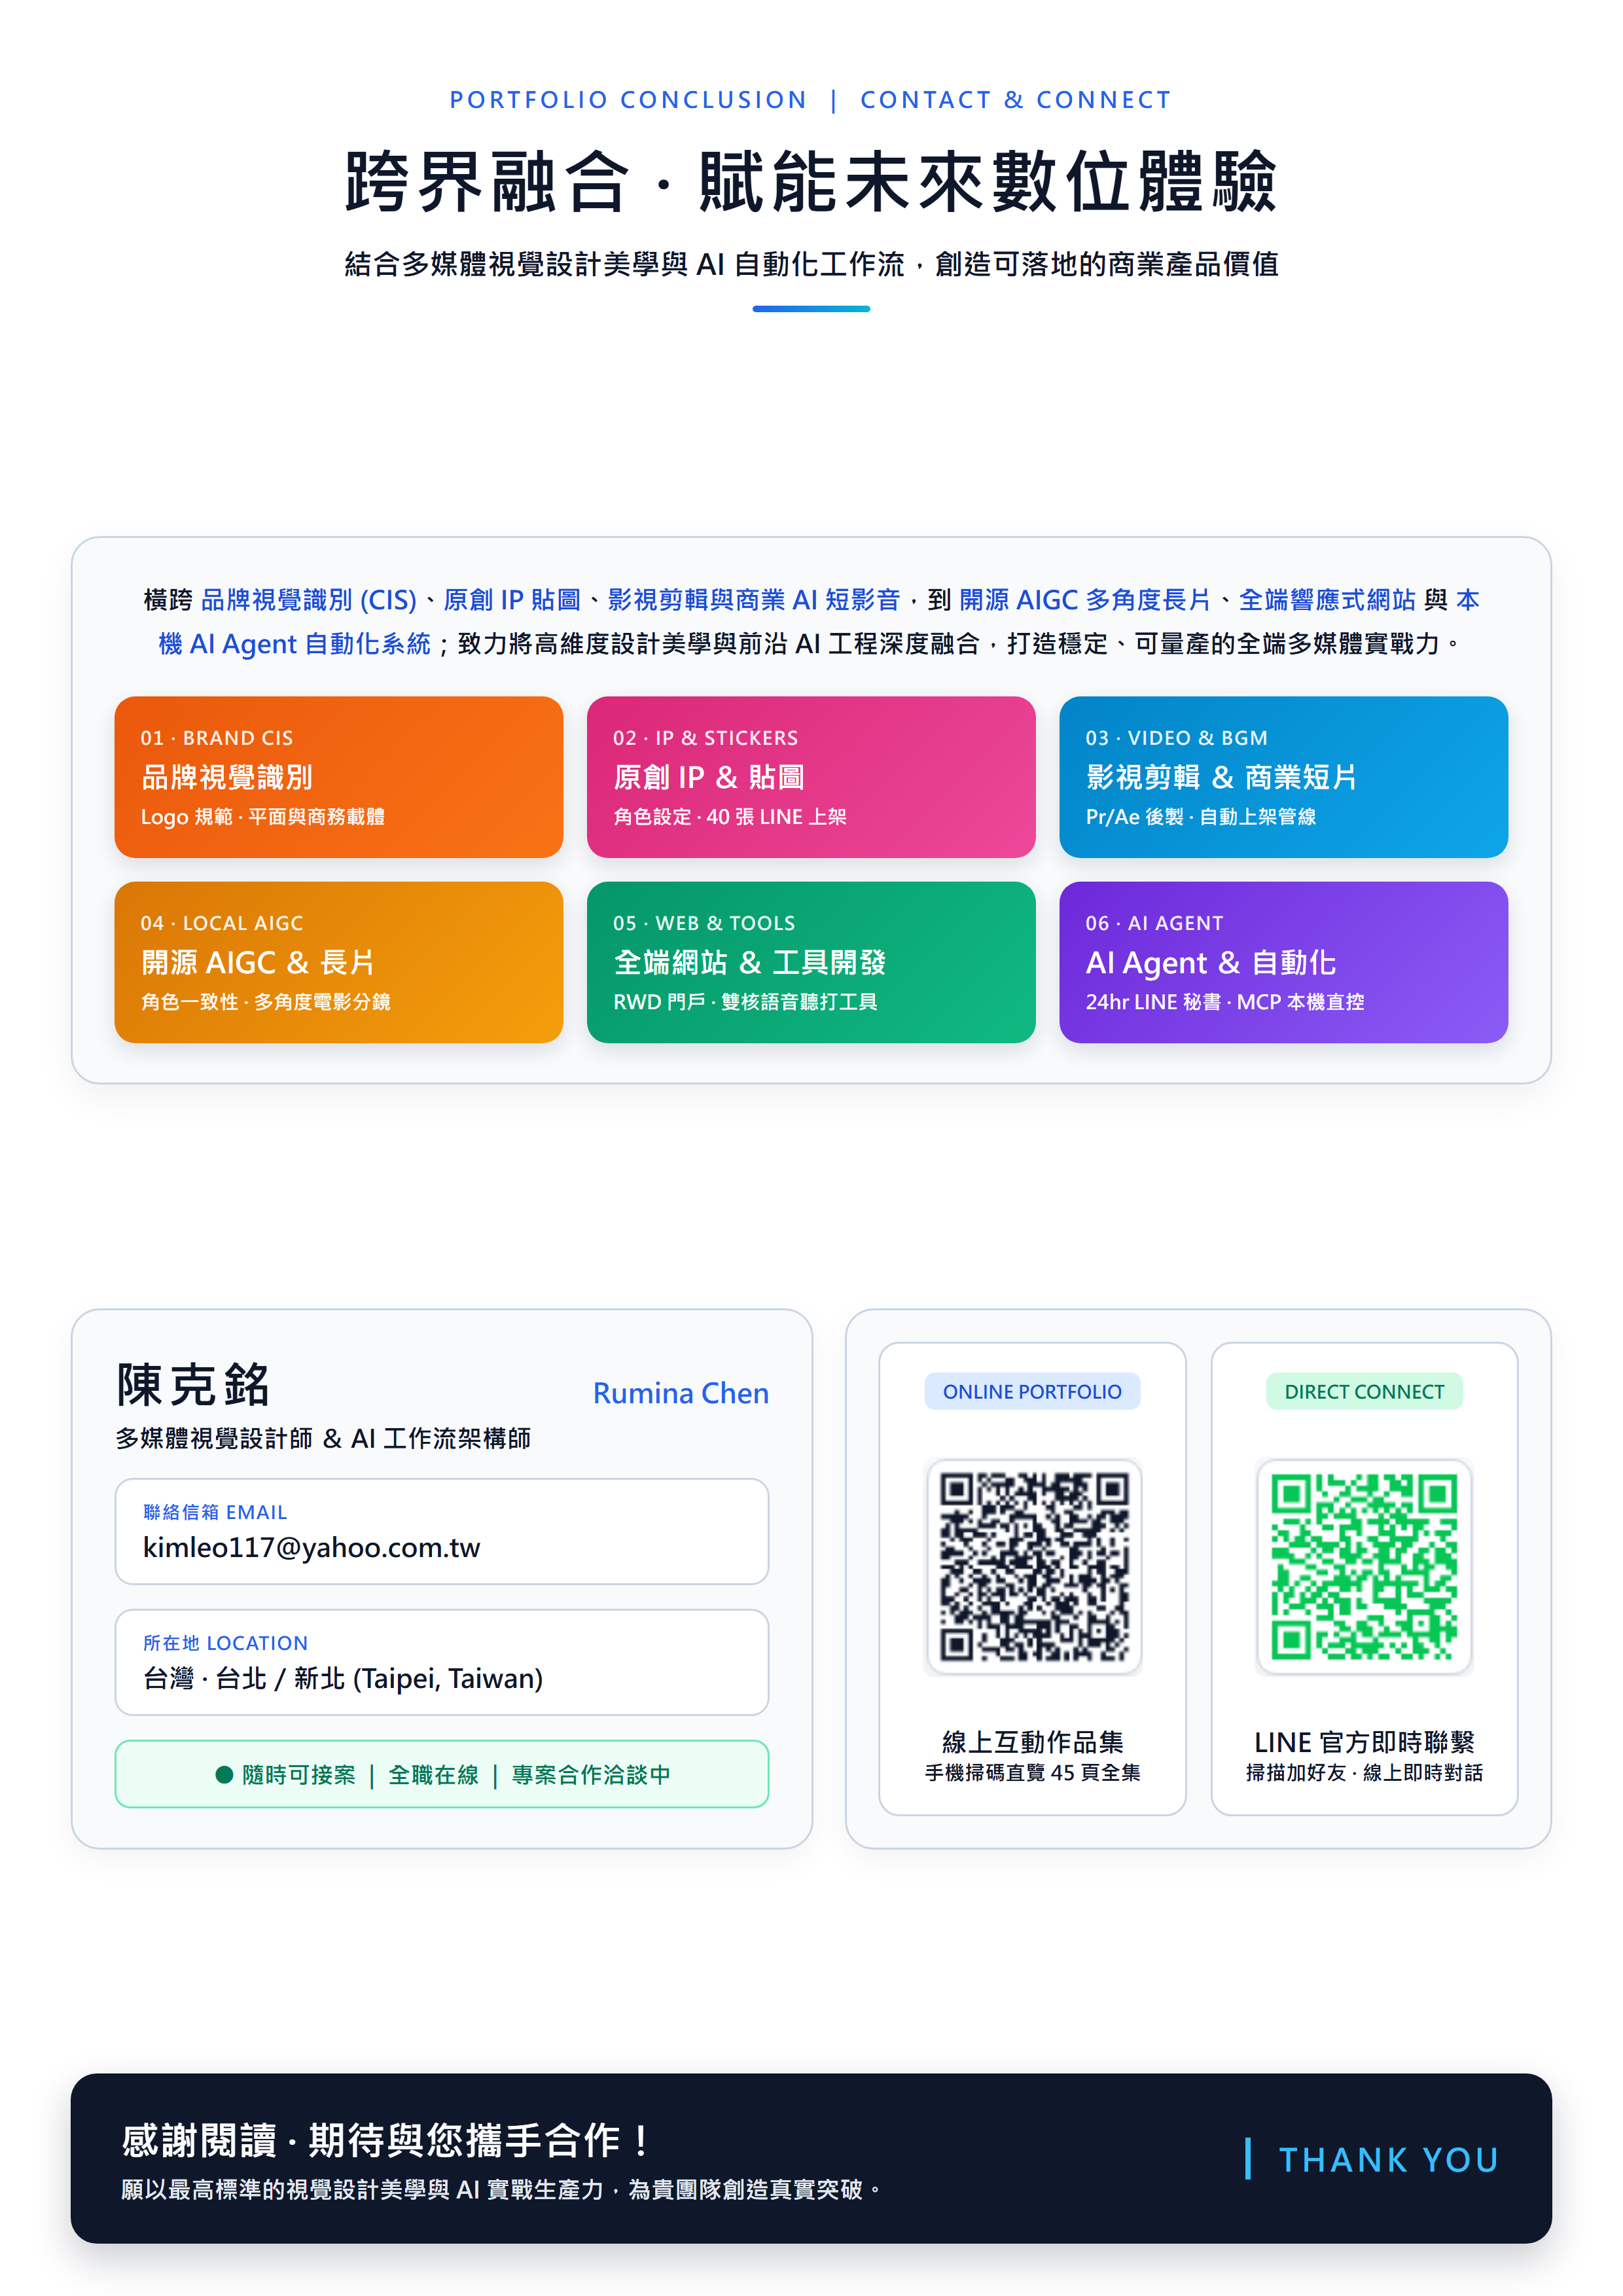 PORTFOLIO CONCLUSION | CONTACT & CONNECT
跨界融合 · 賦能未來數位體驗
結合多媒體視覺設計美學與 AI 自動化工作流，創造可落地的商業產品價值
橫跨 品牌視覺識別 (CIS)、原創 IP 貼圖、影視剪輯與商業 AI 短影音，到 開源 AIGC 多角度長片、全端響應式網站 與 本
機 AI Agent 自動化系統；致力將高維度設計美學與前沿 AI 工程深度融合，打造穩定、可量產的全端多媒體實戰力。
01 · BRAND CIS
品牌視覺識別
Logo 規範 · 平面與商務載體
02 · IP & STICKERS
原創 IP & 貼圖
角色設定 · 40 張 LINE 上架
03 · VIDEO & BGM
影視剪輯 & 商業短片
Pr/Ae 後製 · 自動上架管線
04 · LOCAL AIGC
開源 AIGC & 長片
角色一致性 · 多角度電影分鏡
05 · WEB & TOOLS
全端網站 & 工具開發
RWD 門戶 · 雙核語音聽打工具
06 · AI AGENT
AI Agent & 自動化
24hr LINE 秘書 · MCP 本機直控
陳克銘
Rumina Chen
多媒體視覺設計師 & AI 工作流架構師
聯絡信箱 EMAIL
kimleo117@yahoo.com.tw
所在地 LOCATION
台灣 · 台北 / 新北 (Taipei, Taiwan)
● 隨時可接案 | 全職在線 | 專案合作洽談中
ONLINE PORTFOLIO
線上互動作品集
手機掃碼直覽 45 頁全集
DIRECT CONNECT
LINE 官方即時聯繫
掃描加好友 · 線上即時對話
感謝閱讀 · 期待與您攜手合作！
願以最高標準的視覺設計美學與 AI 實戰生產力，為貴團隊創造真實突破。
THANK YOU